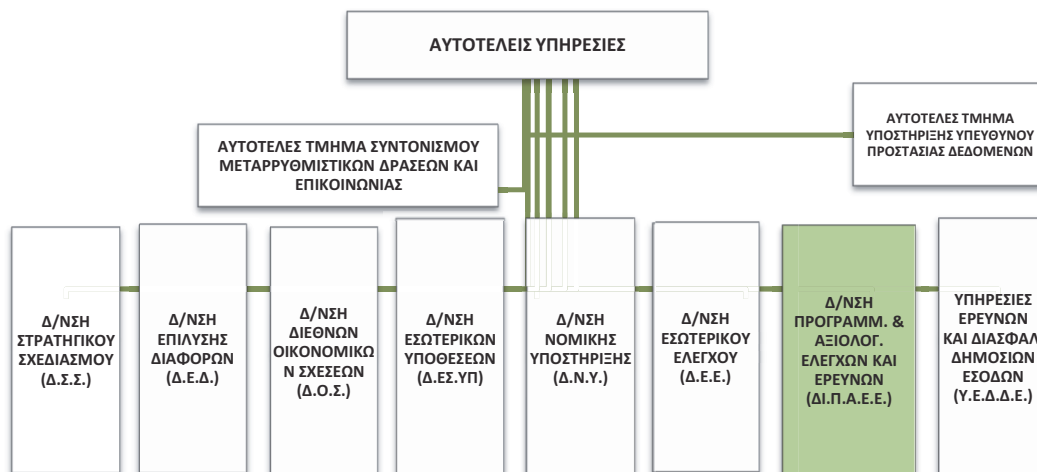 ΑΥΤΟΤΕΛΕΙΣ ΥΠΗΡΕΣΙΕΣ
ΑΥΤΟΤΕΛΕΣ ΤΜΗΜΑ ΣΥΝΤΟΝΙΣΜΟΥ
ΜΕΤΑΡΡΥΘΜΙΣΤΙΚΩΝ ΔΡΑΣΕΩΝ ΚΑΙ
ΕΠΙΚΟΙΝΩΝΙΑΣ
ΑΥΤΟΤΕΛΕΣ ΤΜΗΜΑ
ΥΠΟΣΤΗΡΙΞΗΣ ΥΠΕΥΘΥΝΟΥ
ΠΡΟΣΤΑΣΙΑΣ ΔΕΔΟΜΕΝΩΝ
Δ/ΝΣΗ
ΣΤΡΑΤΗΓΙΚΟΥ
ΣΧΕΔΙΑΣΜΟΥ
(Δ.Σ.Σ.)
Δ/ΝΣΗ
ΕΠΙΛΥΣΗΣ
ΔΙΑΦΟΡΩΝ
(Δ.Ε.Δ.)
Δ/ΝΣΗ
ΔΙΕΘΝΩΝ
ΟΙΚΟΝΟΜΙΚΩ
Ν ΣΧΕΣΕΩΝ
(Δ.Ο.Σ.)
Δ/ΝΣΗ
ΕΣΩΤΕΡΙΚΩΝ
ΥΠΟΘΕΣΕΩΝ
(Δ.ΕΣ.ΥΠ)
Δ/ΝΣΗ
ΝΟΜΙΚΗΣ
ΥΠΟΣΤΗΡΙΞΗΣ
(Δ.Ν.Υ.)
Δ/ΝΣΗ
ΕΣΩΤΕΡΙΚΟΥ
ΕΛΕΓΧΟΥ
(Δ.Ε.Ε.)
Δ/ΝΣΗ
ΠΡΟΓΡΑΜΜ. &
ΑΞΙΟΛΟΓ.
ΕΛΕΓΧΩΝ ΚΑΙ
ΕΡΕΥΝΩΝ
(ΔΙ.Π.Α.Ε.Ε.)
ΥΠΗΡΕΣΙΕΣ
ΕΡΕΥΝΩΝ
ΚΑΙ ΔΙΑΣΦΑΛ
ΔΗΜΟΣΙΩΝ
ΕΣΟΔΩΝ
(Υ.Ε.Δ.Δ.Ε.)